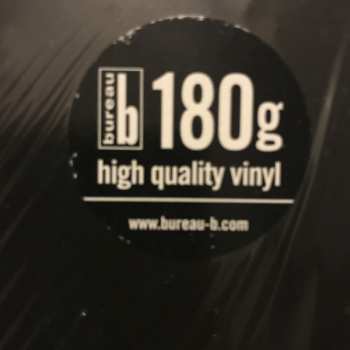 bureau b 180g
high quality vinyl
www.bureau-b.com